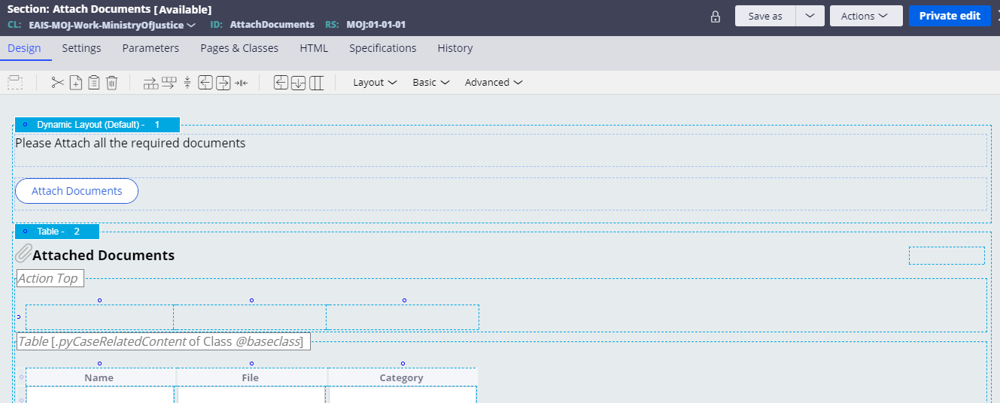 Section: Attach Documents [Available]
CL: EAIS-MOJ-Work-MinistryOfJustice ID: AttachDocuments RS: MOJ:01-01-01
Save as Actions Private edit
Design Settings Parameters Pages & Classes HTML Specifications History
Layout Basic Advanced
Dynamic Layout (Default) - 1
Please Attach all the required documents
Attach Documents
Table - 2
Attached Documents
Action Top
Table [.pyCaseRelatedContent of Class @baseclass]
Name File Category